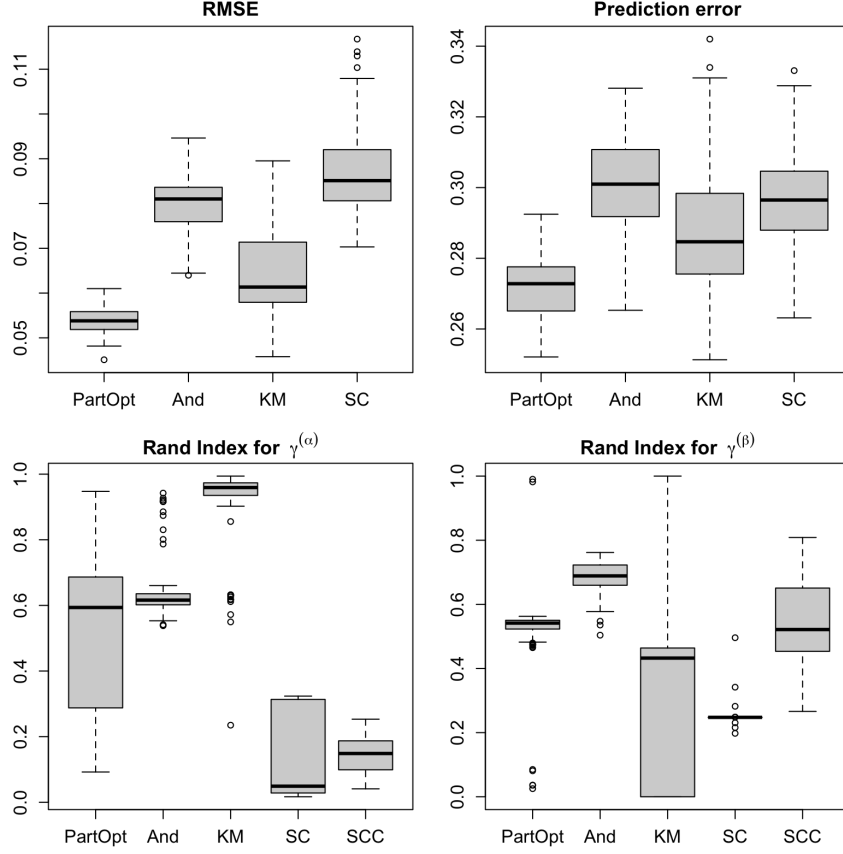 RMSE
0.11
0.09
0.07
0.05
PartOpt And KM SC
Prediction error
0.34
0.32
0.30
0.28
0.26
PartOpt And KM SC
Rand Index for γ^(α)
1.0
0.8
0.6
0.4
0.2
0.0
PartOpt And KM SC SCC
Rand Index for γ^(β)
1.0
0.8
0.6
0.4
0.2
0.0
PartOpt And KM SC SCC